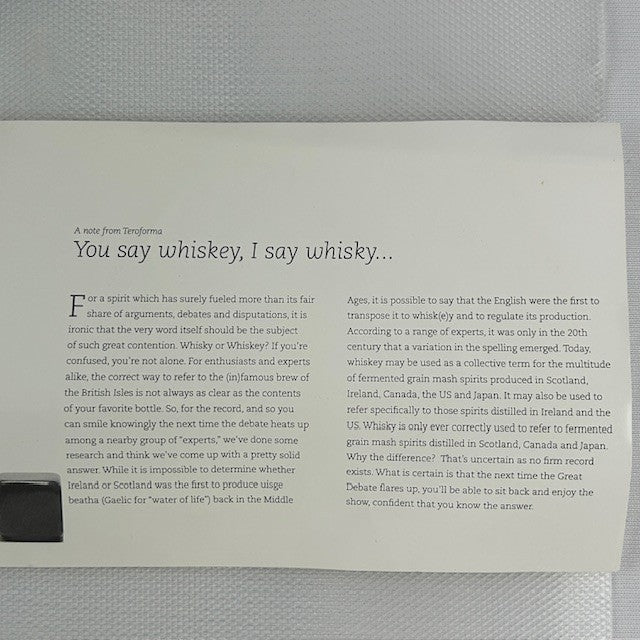 A note from Teroforma
You say whiskey, I say whisky...
For a spirit which has surely fueled more than its fair
share of arguments, debates and disputations, it is
ironic that the very word itself should be the subject
of such great contention. Whisky or Whiskey? If you're
confused, you're not alone. For enthusiasts and experts
alike, the correct way to refer to the (in)famous brew of
the British Isles is not always as clear as the contents
of your favorite bottle. So, for the record, and so you
can smile knowingly the next time the debate heats up
among a nearby group of "experts," we've done some
research and think we've come up with a pretty solid
answer. While it is impossible to determine whether
Ireland or Scotland was the first to produce uisge
beatha (Gaelic for "water of life") back in the Middle
Ages, it is possible to say that the English were the first to
transpose it to whisk(e)y and to regulate its production.
According to a range of experts, it was only in the 20th
century that a variation in the spelling emerged. Today,
whiskey may be used as a collective term for the multitude
of fermented grain mash spirits produced in Scotland,
Ireland, Canada, the US and Japan. It may also be used to
refer specifically to those spirits distilled in Ireland and the
US. Whisky is only ever correctly used to refer to fermented
grain mash spirits distilled in Scotland, Canada and Japan.
Why the difference? That's uncertain as no firm record
exists. What is certain is that the next time the Great
Debate flares up, you'll be able to sit back and enjoy the
show, confident that you know the answer.